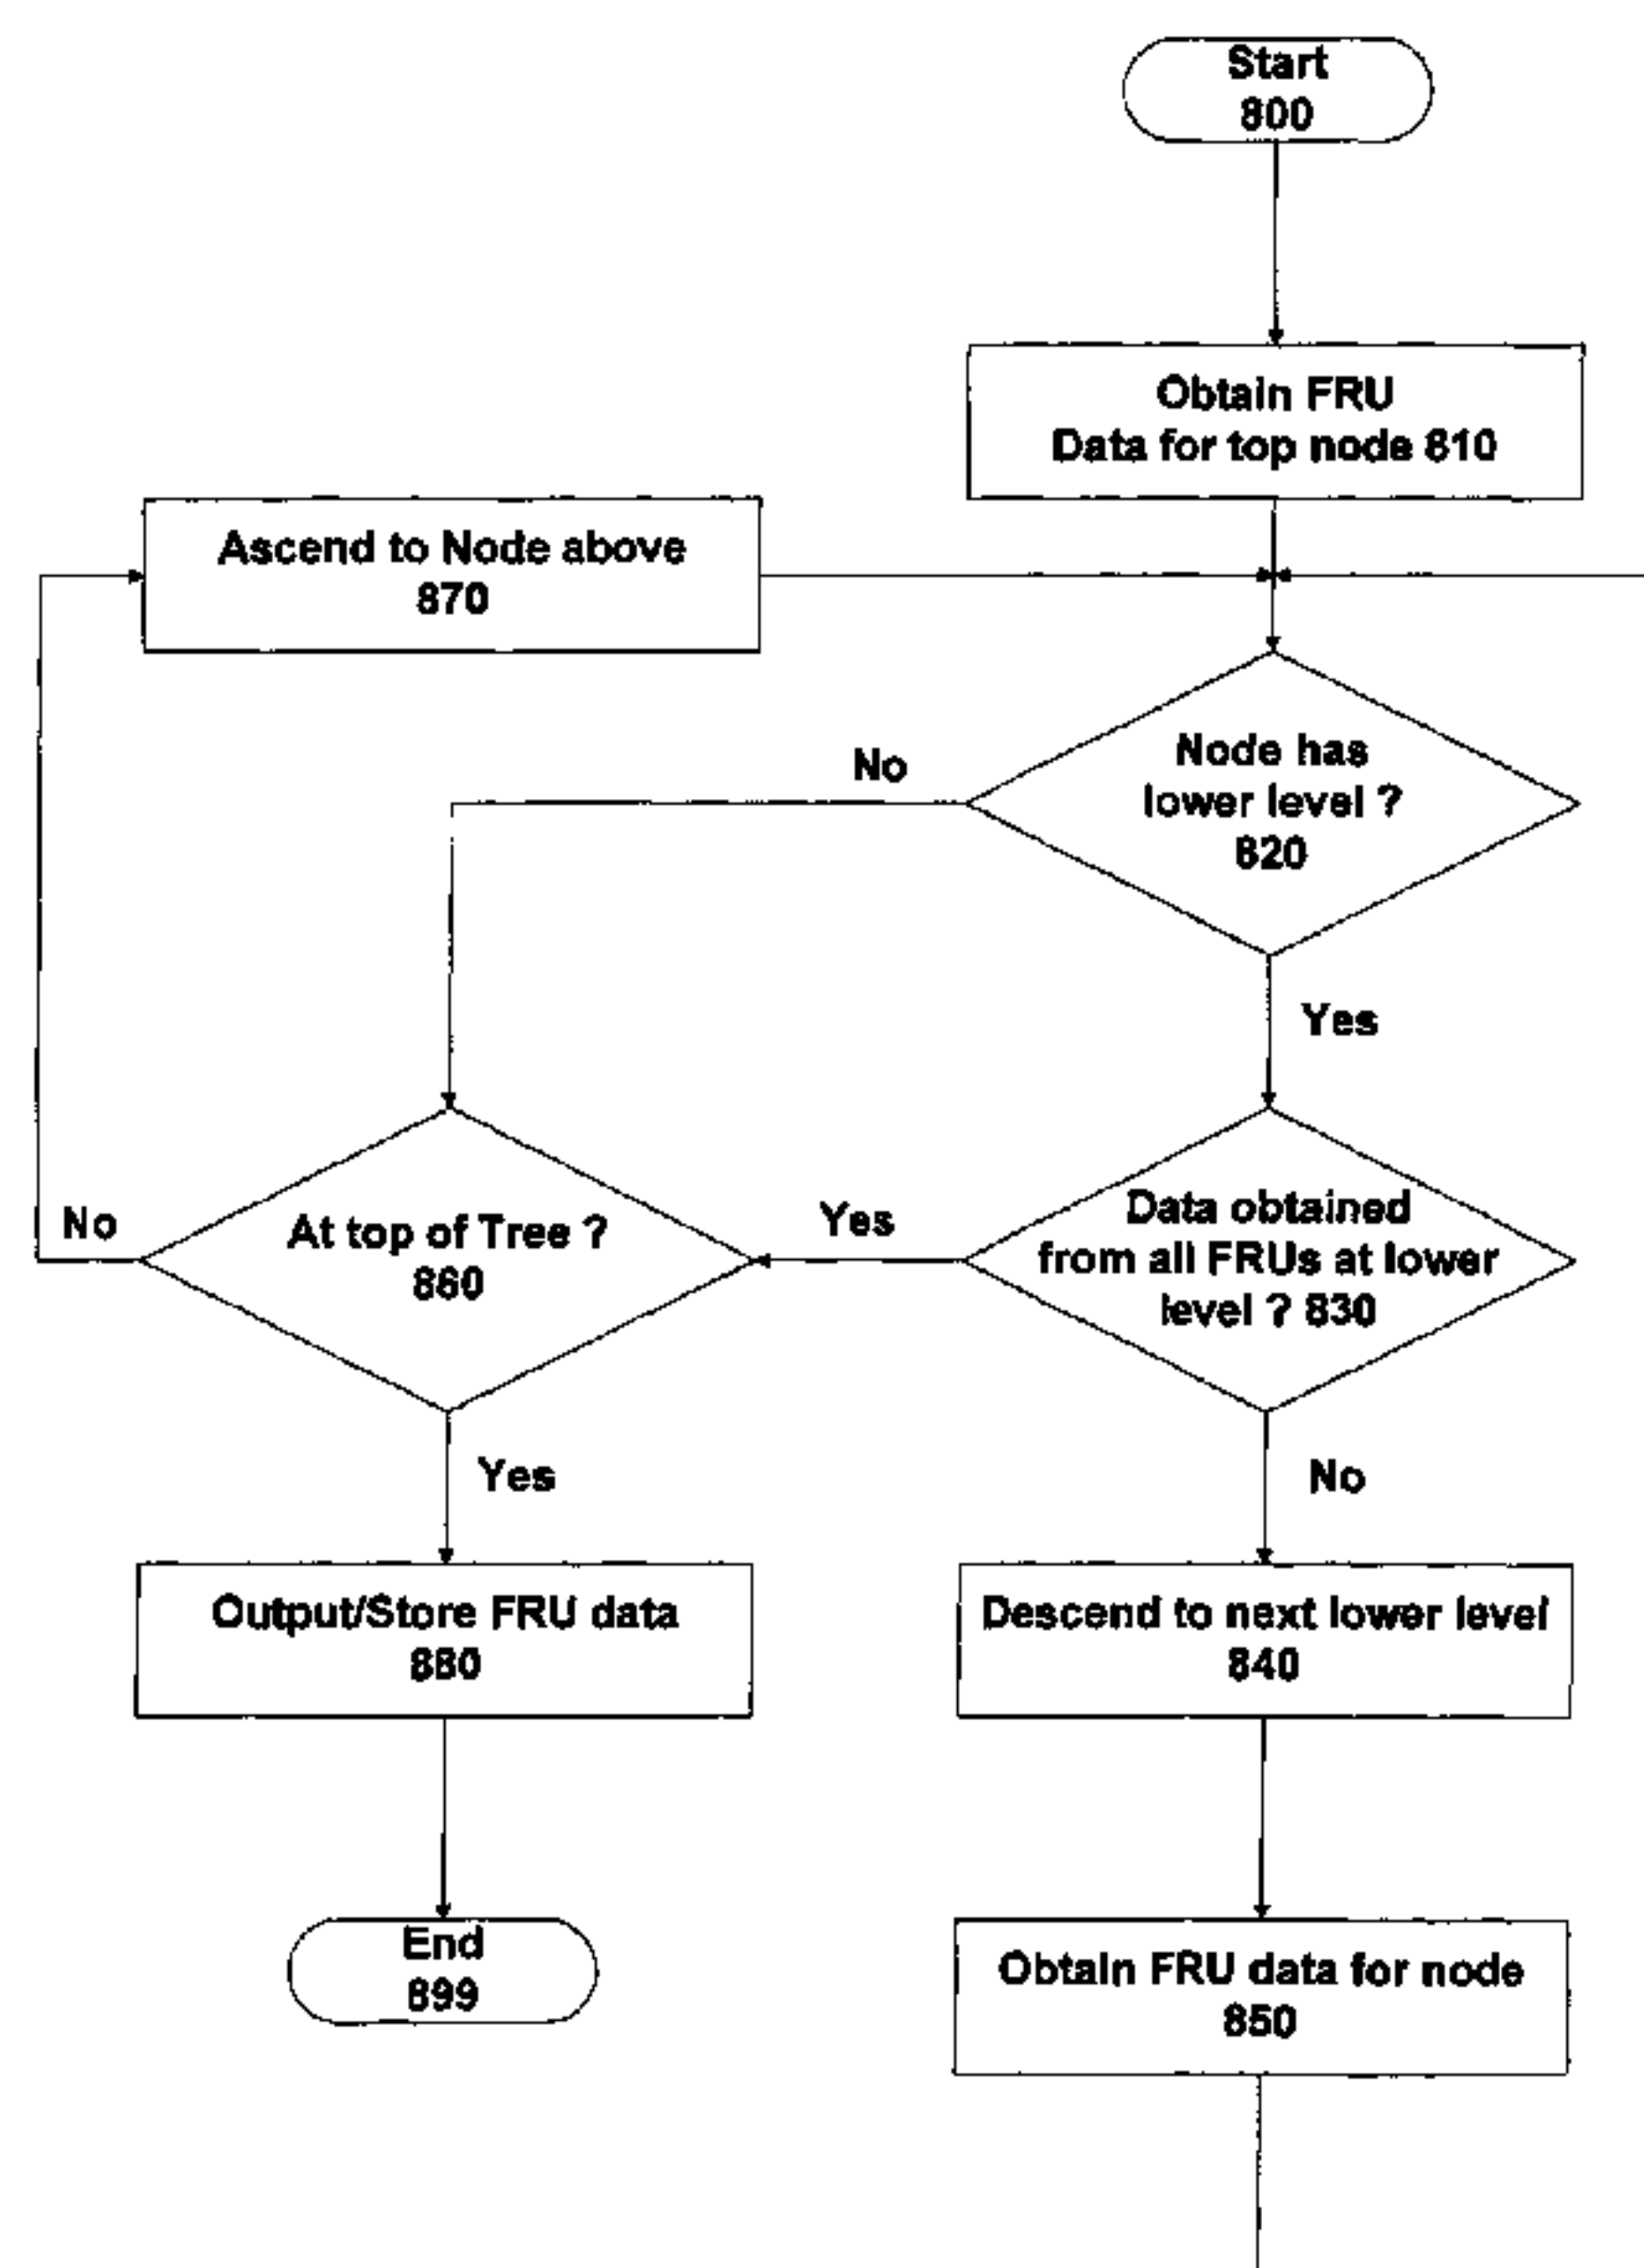 Start
800
Obtain FRU
Data for top node 810
Ascend to Node above
870
Node has
lower level ?
820
No
Yes
Data obtained
from all FRUs at lower
level ? 830
Yes
At top of Tree ?
860
No
Yes
No
Output/Store FRU data
880
Descend to next lower level
840
End
899
Obtain FRU data for node
850